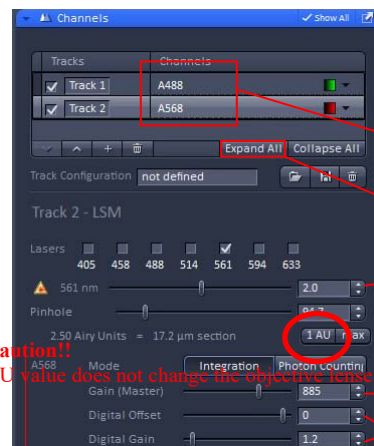 Channels Show All
Tracks Channels
Track 1 A488
Track 2 A568
Expand All Collapse All
Track Configuration not defined
Track 2 - LSM
Lasers
405 458 488 514 561 594 633
561 nm 2.0
Pinhole 94.7
2.50 Airy Units = 17.2 µm section 1 AU max
aution!!
A568 Mode Integration Photon Counting
U value does not change the objective lense
Gain (Master) 885
Digital Offset 0
Digital Gain 1.2